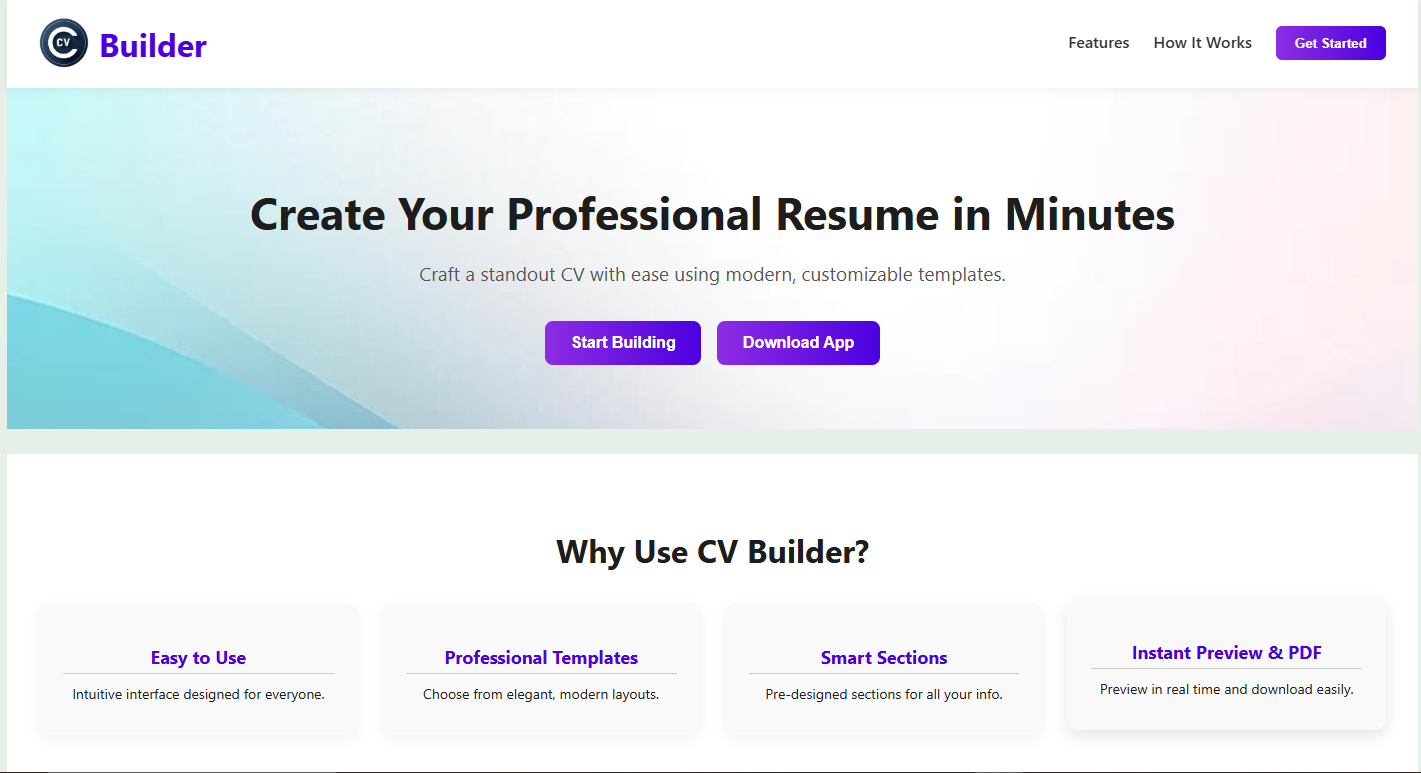 CV Builder
Features
How It Works
Get Started
Create Your Professional Resume in Minutes
Craft a standout CV with ease using modern, customizable templates.
Start Building
Download App
Why Use CV Builder?
Easy to Use
Intuitive interface designed for everyone.
Professional Templates
Choose from elegant, modern layouts.
Smart Sections
Pre-designed sections for all your info.
Instant Preview & PDF
Preview in real time and download easily.